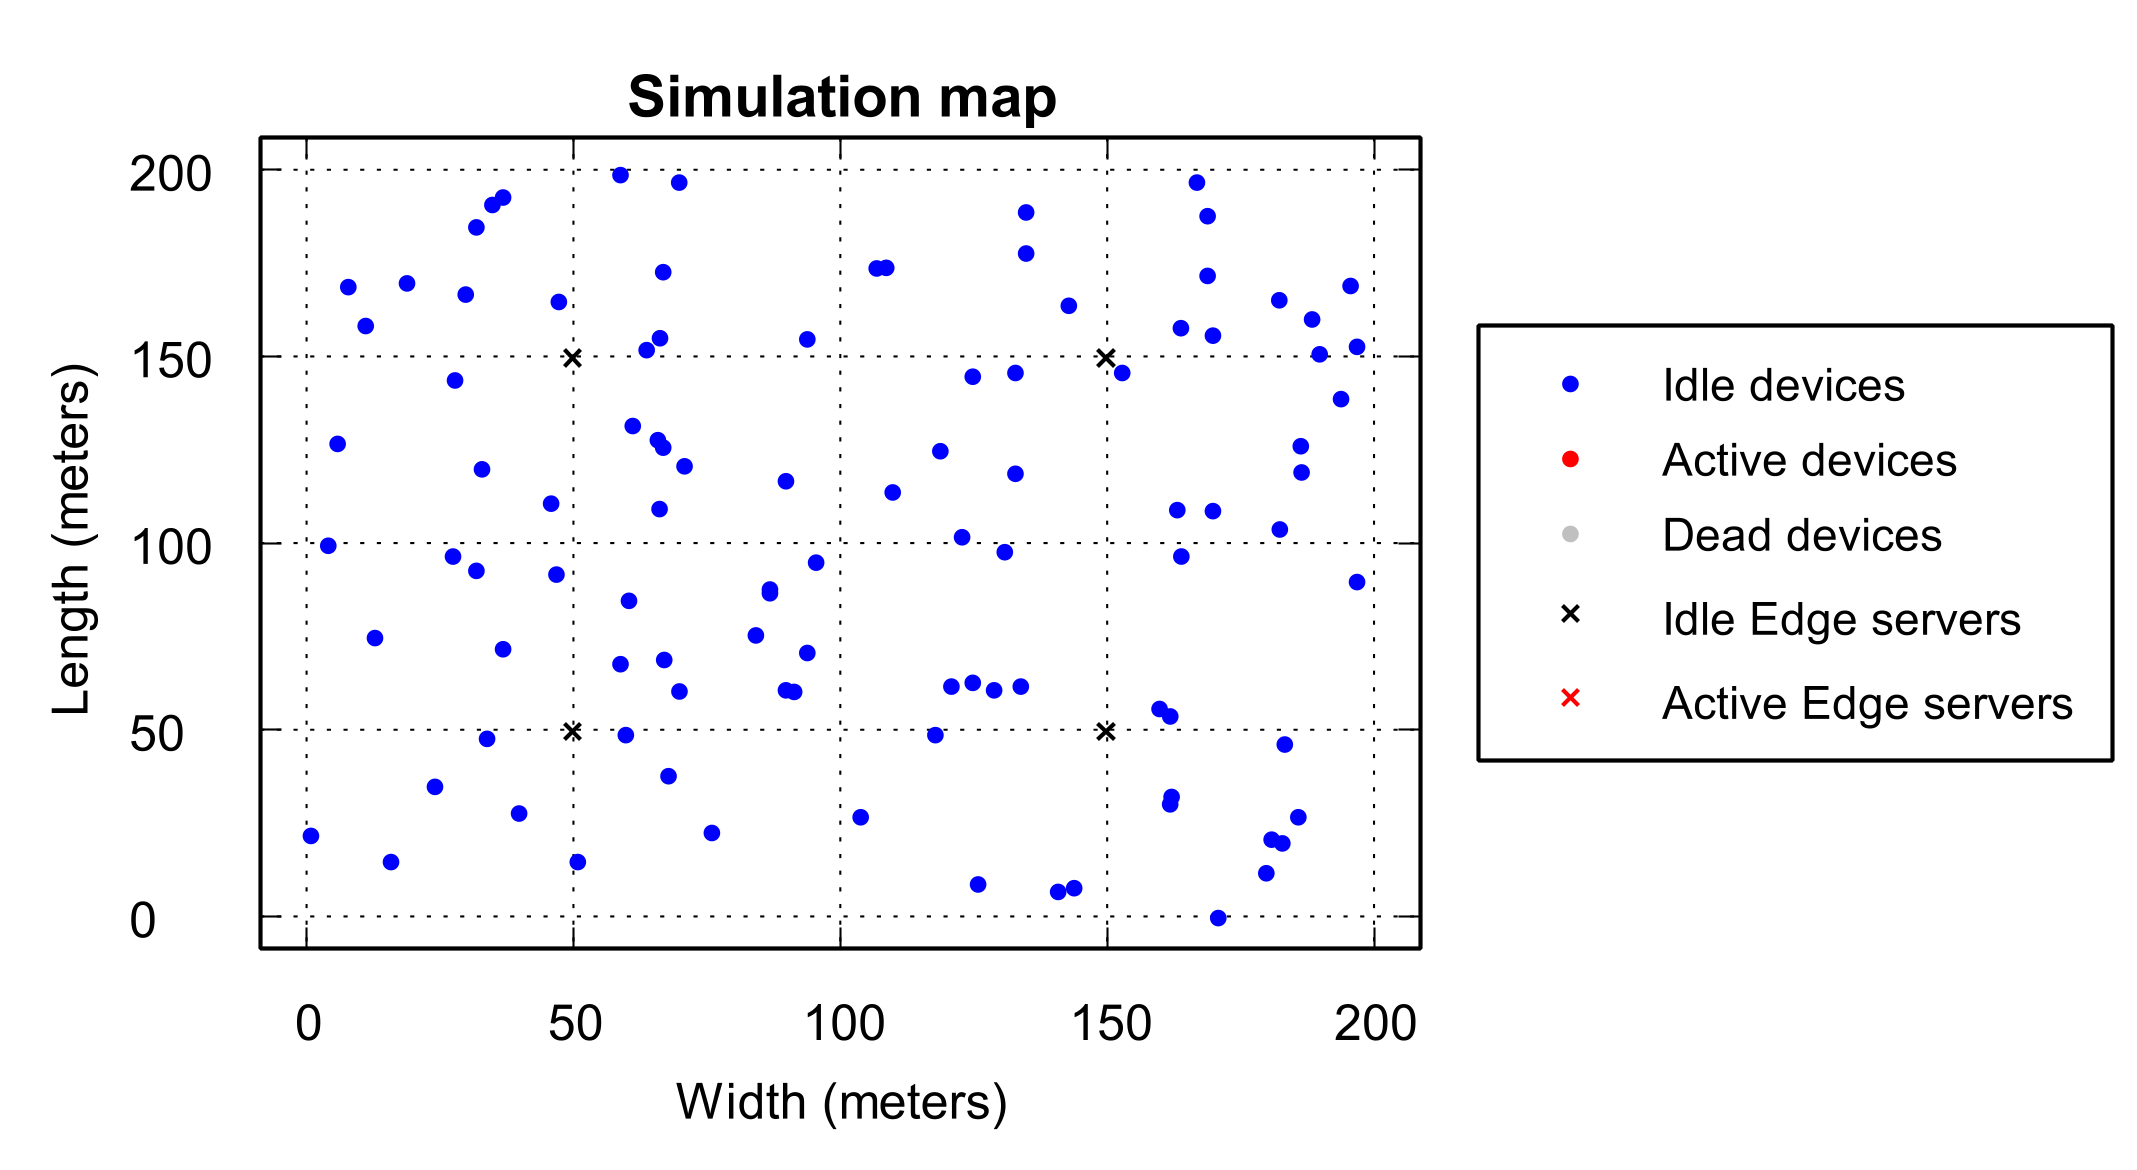 Simulation map
200
150
100
50
0
Length (meters)
0 50 100 150 200
Width (meters)
Idle devices
Active devices
Dead devices
Idle Edge servers
Active Edge servers